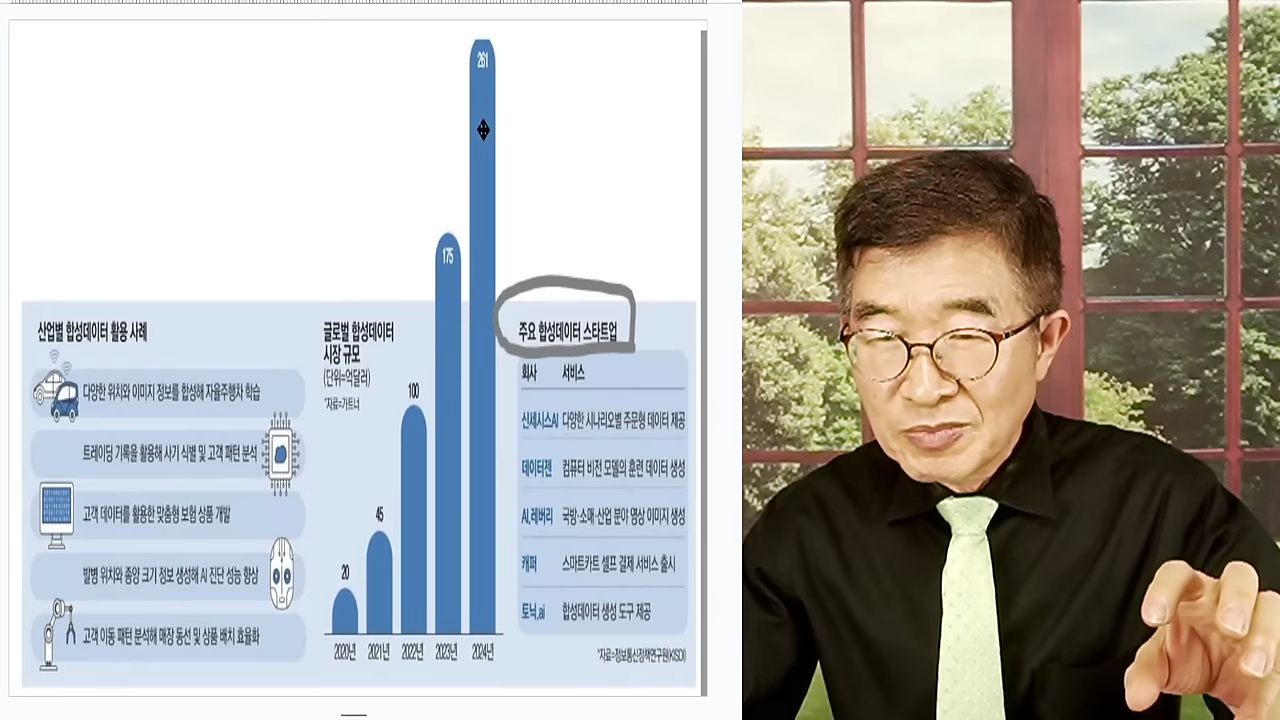 산업별 합성데이터 활용 사례
다양한 위치와 이미지 정보를 합성해 자율주행차 학습
트레이딩 기록을 활용해 사기 식별 및 고객 패턴 분석
고객 데이터를 활용한 맞춤형 보험 상품 개발
발병 위치와 종양 크기 정보 생성해 AI 진단 성능 향상
고객 이동 패턴 분석해 매장 동선 및 상품 배치 효율화
글로벌 합성데이터
시장 규모
(단위=억달러)
*자료=가트너
20
45
100
175
261
2020년 2021년 2022년 2023년 2024년
주요 합성데이터 스타트업
회사 서비스
신세시스AI 다양한 시나리오별 주문형 데이터 제공
데이터젠 컴퓨터 비전 모델의 훈련 데이터 생성
AI.레버리 국방·소매·산업 분야 영상 이미지 생성
캐퍼 스마트카트 셀프 결제 서비스 출시
토닉.ai 합성데이터 생성 도구 제공
*자료=정보통신정책연구원(KISDI)